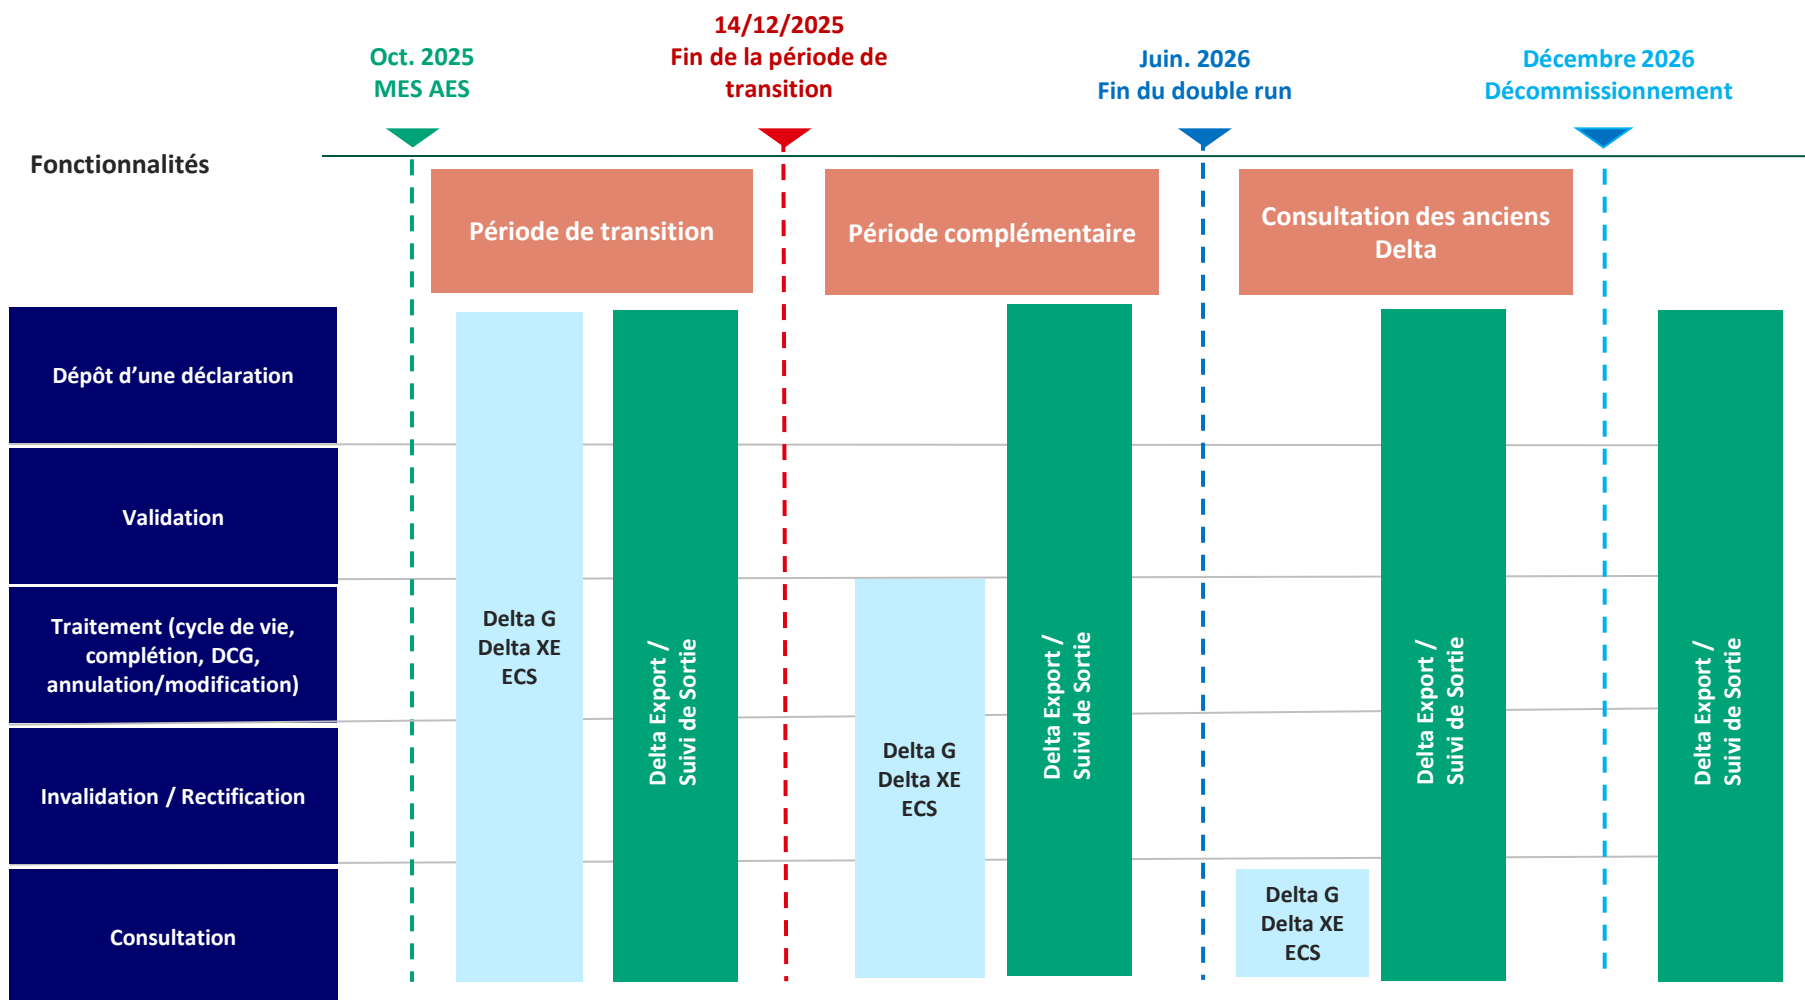 Oct. 2025
MES AES
14/12/2025
Fin de la période de
transition
Juin. 2026
Fin du double run
Décembre 2026
Décommissionnement
Fonctionnalités
Période de transition
Période complémentaire
Consultation des anciens
Delta
Dépôt d’une déclaration
Validation
Traitement (cycle de vie,
complétion, DCG,
annulation/modification)
Invalidation / Rectification
Consultation
Delta G
Delta XE
ECS
Delta Export /
Suivi de Sortie
Delta G
Delta XE
ECS
Delta Export /
Suivi de Sortie
Delta G
Delta XE
ECS
Delta Export /
Suivi de Sortie
Delta Export /
Suivi de Sortie